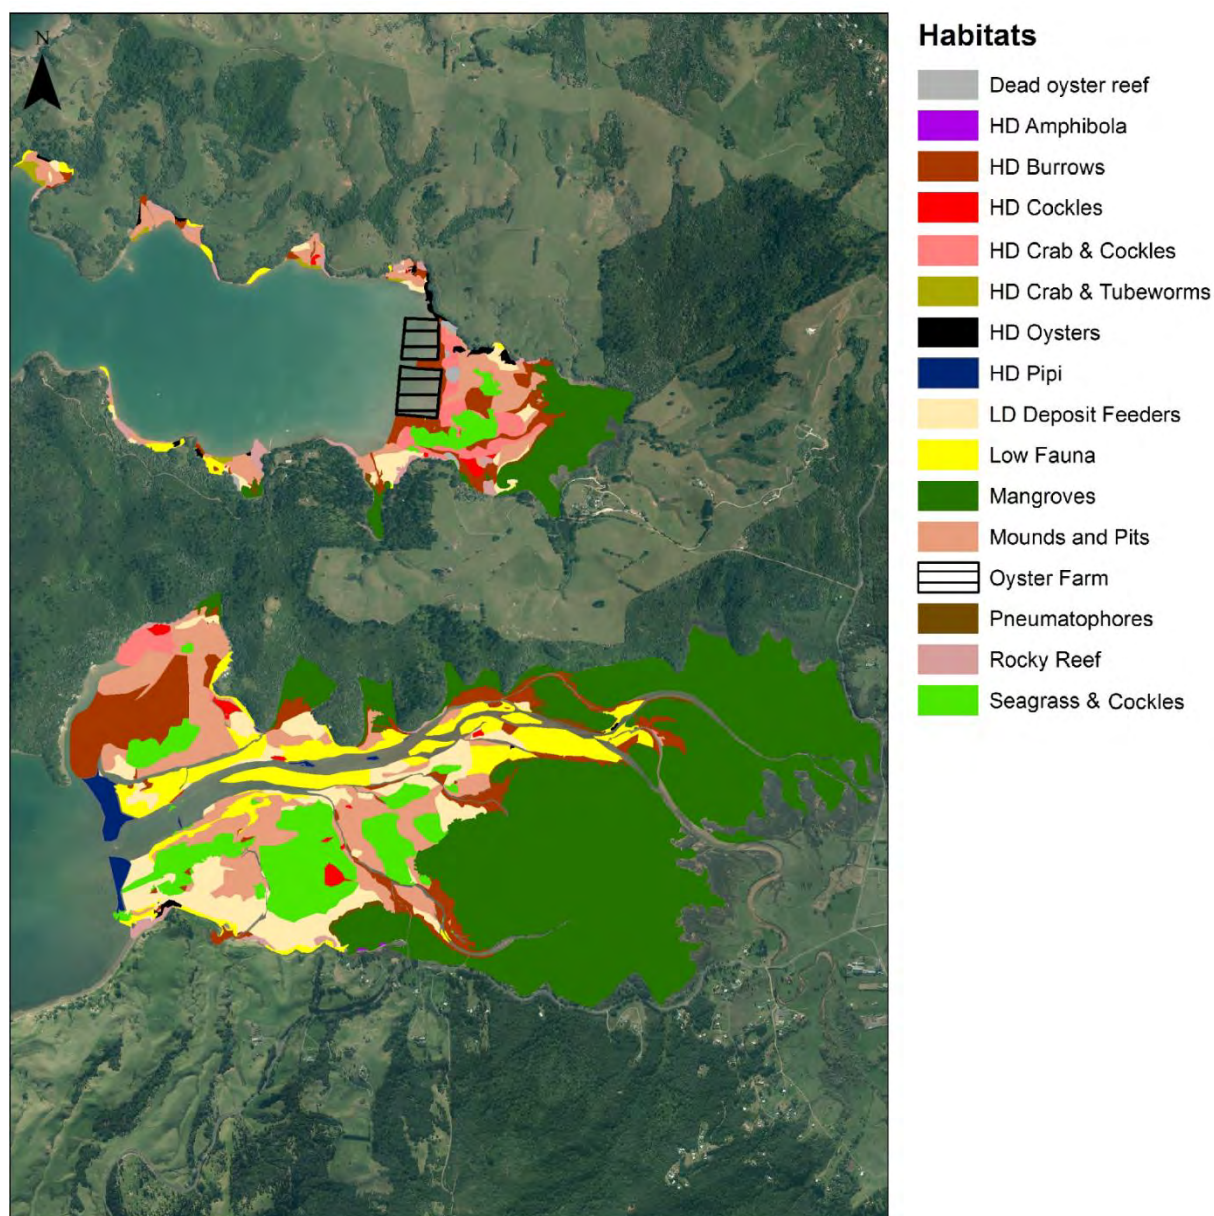 N
Habitats
Dead oyster reef
HD Amphibola
HD Burrows
HD Cockles
HD Crab & Cockles
HD Crab & Tubeworms
HD Oysters
HD Pipi
LD Deposit Feeders
Low Fauna
Mangroves
Mounds and Pits
Oyster Farm
Pneumatophores
Rocky Reef
Seagrass & Cockles